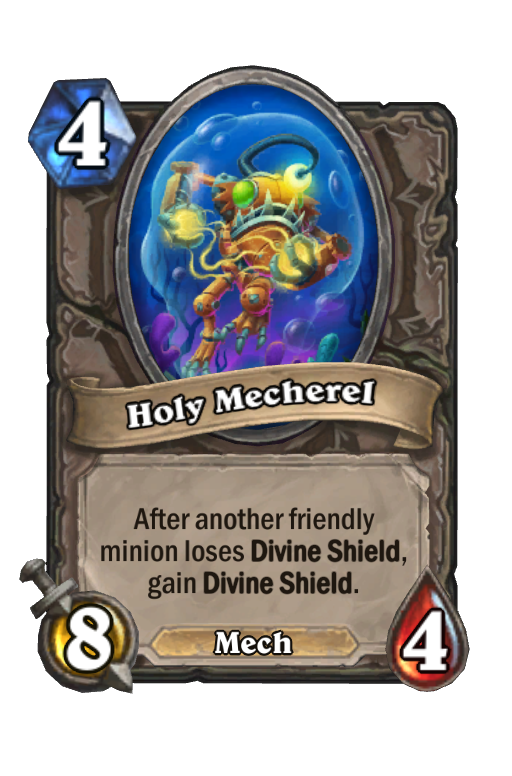 4
Holy Mecherel
After another friendly
minion loses Divine Shield,
gain Divine Shield.
8
Mech
4